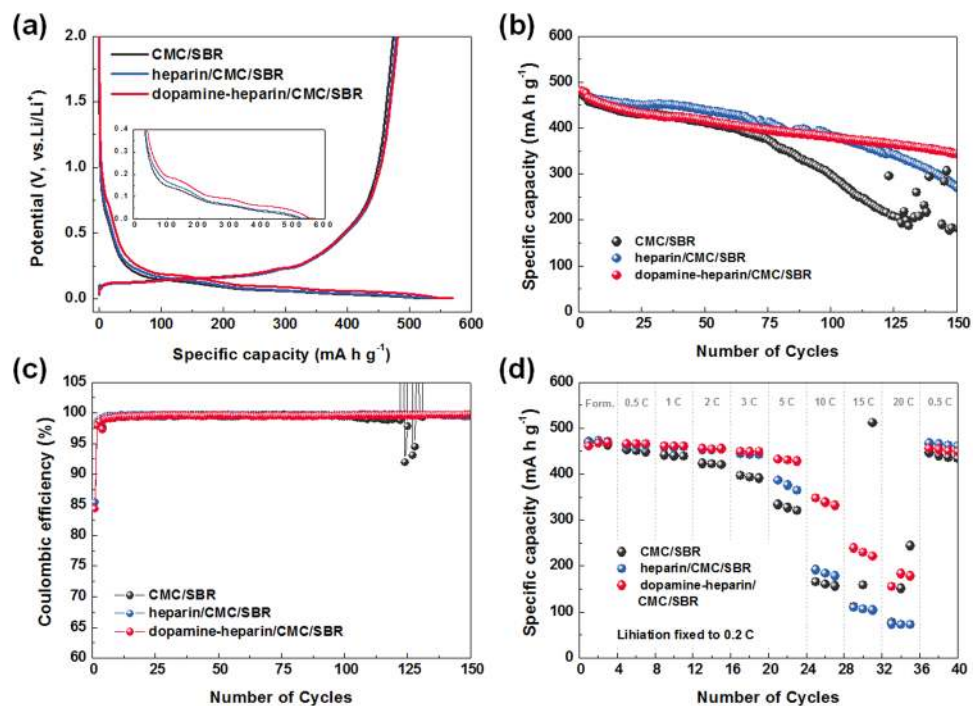 (a)
2.0
1.5
1.0
0.5
0.0
Potential (V, vs.Li/Li⁺)
CMC/SBR
heparin/CMC/SBR
dopamine-heparin/CMC/SBR
0.4
0.3
0.2
0.1
0.0
0 100 200 300 400 500 600
0 100 200 300 400 500 600
Specific capacity (mA h g⁻¹)
(b)
600
500
400
300
200
100
0
Specific capacity (mA h g⁻¹)
CMC/SBR
heparin/CMC/SBR
dopamine-heparin/CMC/SBR
0 25 50 75 100 125 150
Number of Cycles
(c)
105
100
95
90
85
80
75
70
65
60
Coulombic efficiency (%)
CMC/SBR
heparin/CMC/SBR
dopamine-heparin/CMC/SBR
0 25 50 75 100 125 150
Number of Cycles
(d)
600
500
400
300
200
100
0
Specific capacity (mA h g⁻¹)
Form. 0.5 C 1 C 2 C 3 C 5 C 10 C 15 C 20 C 0.5 C
CMC/SBR
heparin/CMC/SBR
dopamine-heparin/
CMC/SBR
Lihiation fixed to 0.2 C
0 4 8 12 16 20 24 28 32 36 40
Number of Cycles